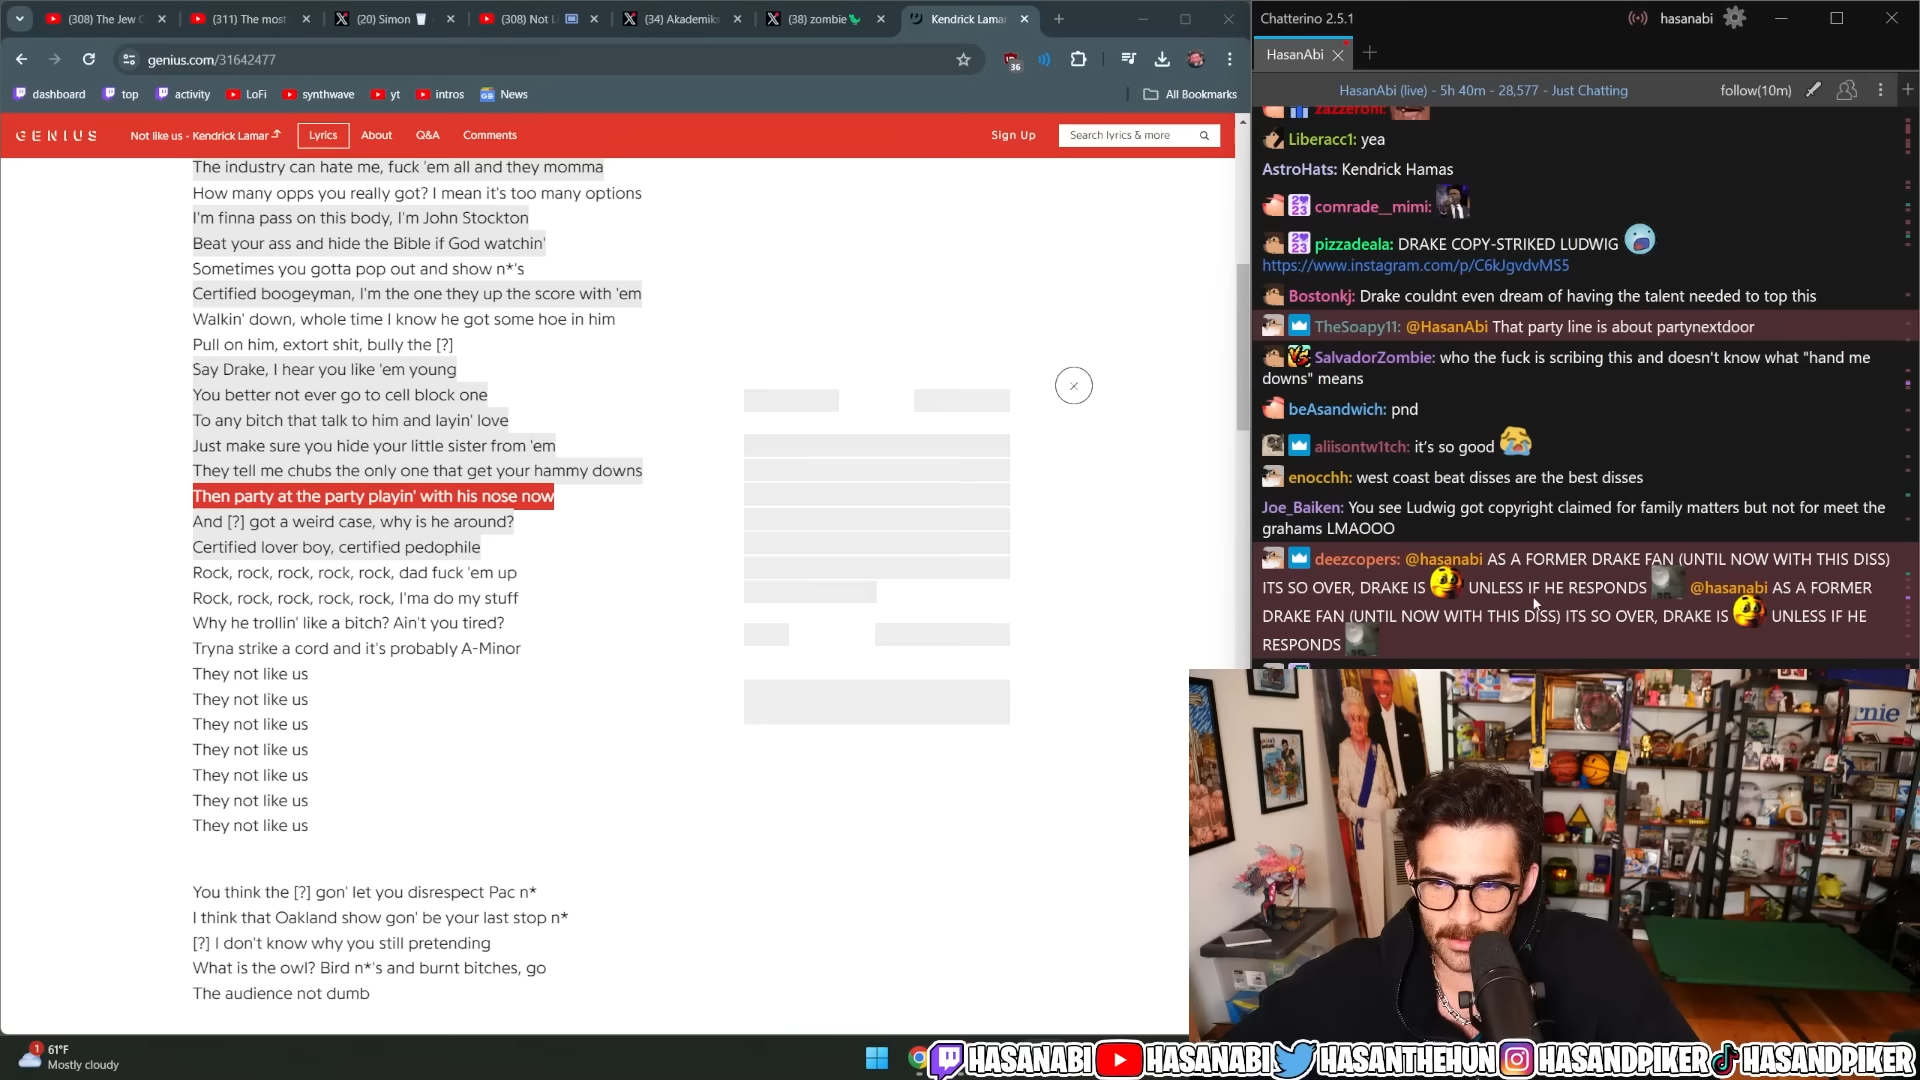 (308) The Jew C
(311) The most
(20) Simon
(308) Not Li
(34) Akademiks
(38) zombie
Kendrick Lamar
genius.com/31642477
36
dashboard
top
activity
LoFi
synthwave
yt
intros
News
All Bookmarks
GENIUS
Not like us - Kendrick Lamar
Lyrics
About
Q&A
Comments
Sign Up
Search lyrics & more
The industry can hate me, fuck 'em all and they momma
How many opps you really got? I mean it's too many options
I'm finna pass on this body, I'm John Stockton
Beat your ass and hide the Bible if God watchin'
Sometimes you gotta pop out and show n*'s
Certified boogeyman, I'm the one they up the score with 'em
Walkin' down, whole time I know he got some hoe in him
Pull on him, extort shit, bully the [?]
Say Drake, I hear you like 'em young
You better not ever go to cell block one
To any bitch that talk to him and layin' love
Just make sure you hide your little sister from 'em
They tell me chubs the only one that get your hammy downs
Then party at the party playin' with his nose now
And [?] got a weird case, why is he around?
Certified lover boy, certified pedophile
Rock, rock, rock, rock, rock, dad fuck 'em up
Rock, rock, rock, rock, rock, I'ma do my stuff
Why he trollin' like a bitch? Ain't you tired?
Tryna strike a cord and it's probably A-Minor
They not like us
They not like us
They not like us
They not like us
They not like us
They not like us
They not like us
You think the [?] gon' let you disrespect Pac n*
I think that Oakland show gon' be your last stop n*
[?] I don't know why you still pretending
What is the owl? Bird n*'s and burnt bitches, go
The audience not dumb
Chatterino 2.5.1
hasanabi
HasanAbi
HasanAbi (live) - 5h 40m - 28,577 - Just Chatting
follow(10m)
zazzeroni:
Liberacc1: yea
AstroHats: Kendrick Hamas
comrade__mimi:
pizzadeala: DRAKE COPY-STRIKED LUDWIG
https://www.instagram.com/p/C6kJgvdvMS5
Bostonkj: Drake couldnt even dream of having the talent needed to top this
TheSoapy11: @HasanAbi That party line is about partynextdoor
SalvadorZombie: who the fuck is scribing this and doesn't know what "hand me
downs" means
beAsandwich: pnd
aliisontw1tch: it's so good
enocchh: west coast beat disses are the best disses
Joe_Baiken: You see Ludwig got copyright claimed for family matters but not for meet the
grahams LMAOOO
deezcopers: @hasanabi AS A FORMER DRAKE FAN (UNTIL NOW WITH THIS DISS)
ITS SO OVER, DRAKE IS UNLESS IF HE RESPONDS @hasanabi AS A FORMER
DRAKE FAN (UNTIL NOW WITH THIS DISS) ITS SO OVER, DRAKE IS UNLESS IF HE
RESPONDS
1
61°F
Mostly cloudy
HASANABI HASANABI HASANTHEHUN HASANDPIKER HASANDPIKER